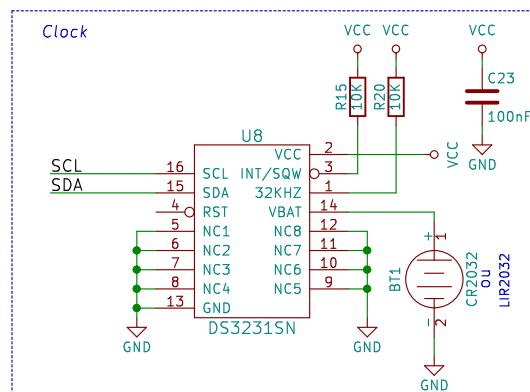 Clock
VCC
VCC
VCC
R15
10K
R20
10K
C23
100nF
GND
U8
VCC 2
VCC
SCL
16 SCL
INT/SQW 3
SDA
15 SDA
32KHZ 1
4 RST
VBAT 14
5 NC1
NC8 12
6 NC2
NC7 11
7 NC3
NC6 10
8 NC4
NC5 9
13 GND
DS3231SN
GND
GND
+ 1
BT1
CR2032
ou
LIR2032
- 2
GND